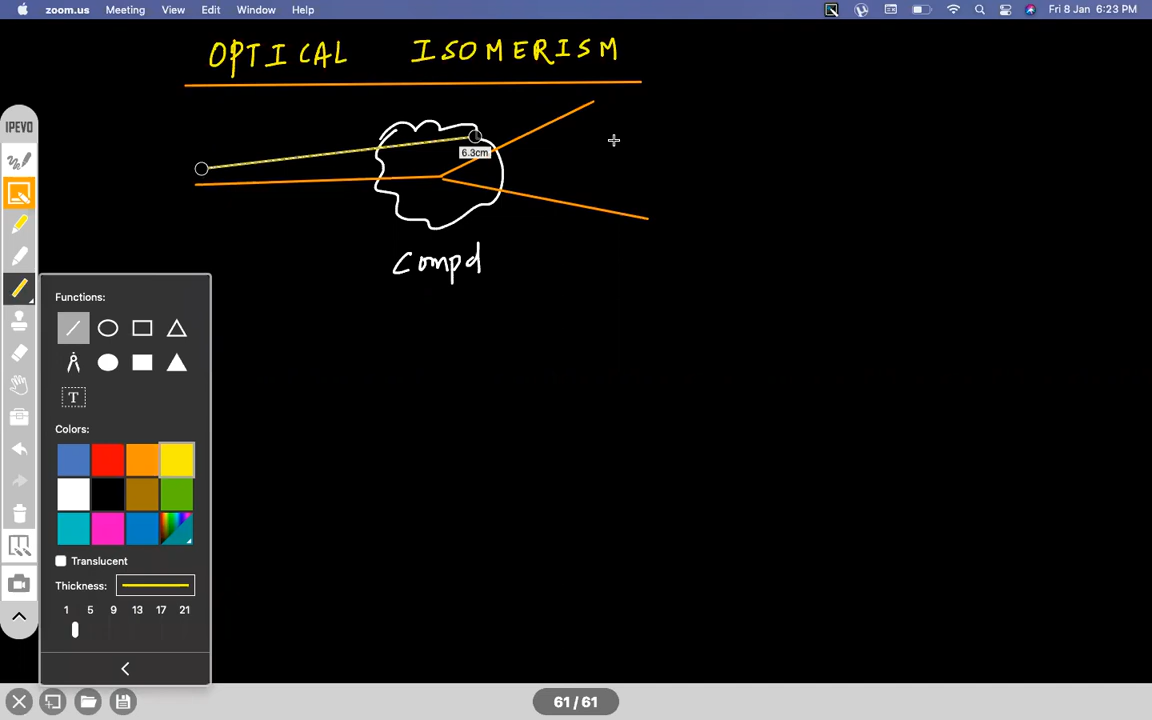 zoom.us Meeting View Edit Window Help Fri 8 Jan 6:23 PM
OPTICAL ISOMERISM
IPEVO
6.3cm
Compd
Functions:
T
Colors:
Translucent
Thickness:
1 5 9 13 17 21
61 / 61